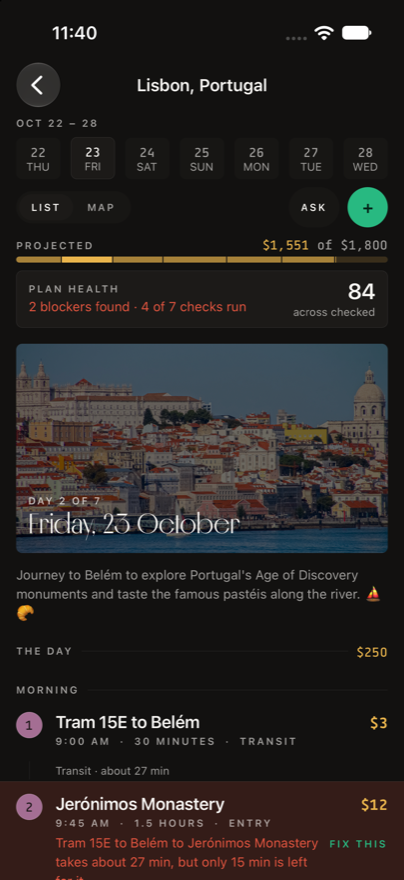 11:40
Lisbon, Portugal
OCT 22 – 28
22 23 24 25 26 27 28
THU FRI SAT SUN MON TUE WED
LIST MAP ASK +
PROJECTED $1,551 of $1,800
PLAN HEALTH 84
2 blockers found · 4 of 7 checks run across checked
DAY 2 OF 7
Friday, 23 October
Journey to Belém to explore Portugal's Age of Discovery
monuments and taste the famous pastéis along the river. ⛵
🥐
THE DAY $250
MORNING
1 Tram 15E to Belém $3
9:00 AM · 30 MINUTES · TRANSIT
Transit · about 27 min
2 Jerónimos Monastery $12
9:45 AM · 1.5 HOURS · ENTRY
Tram 15E to Belém to Jerónimos Monastery FIX THIS
takes about 27 min, but only 15 min is left
for it.